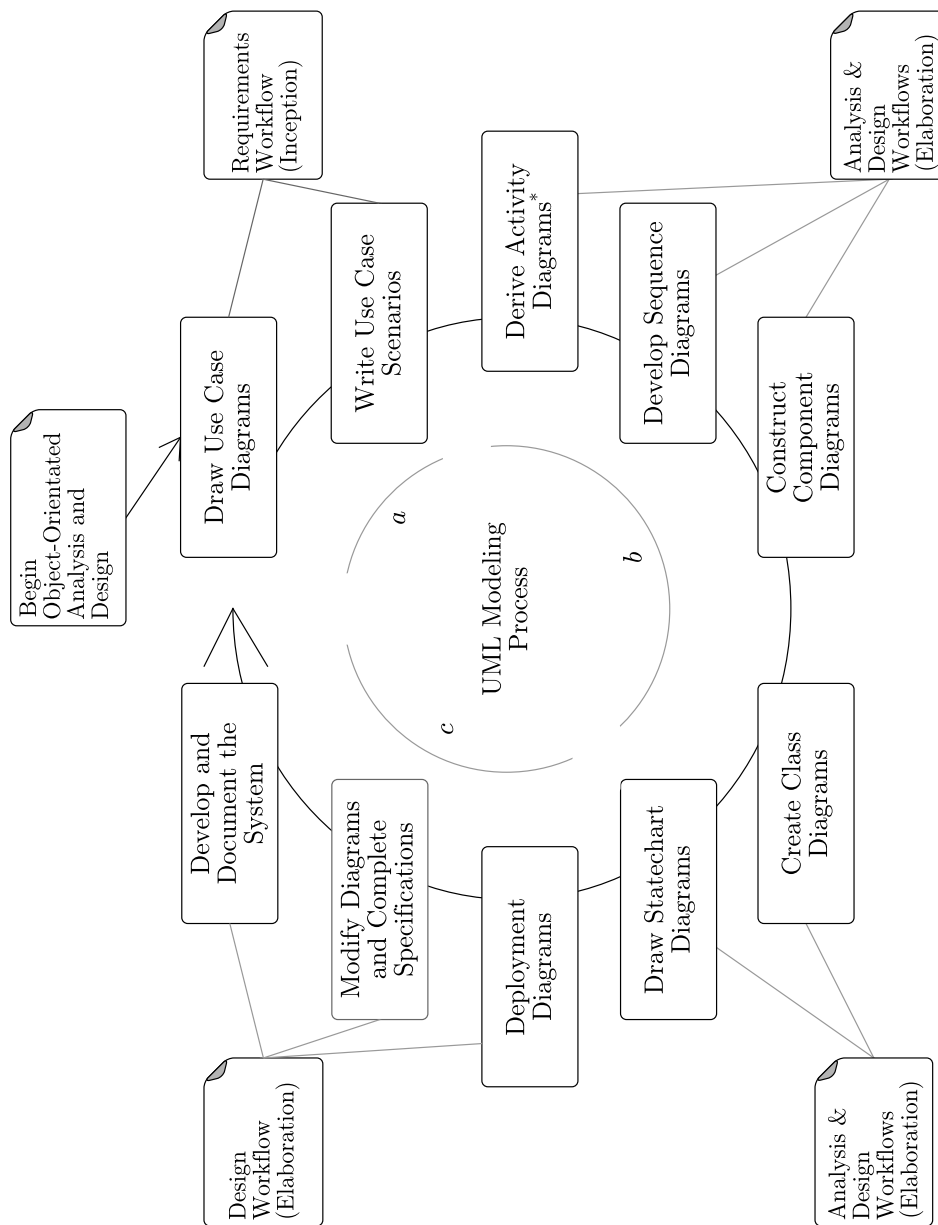 Begin
Object-Orientated
Analysis and
Design
Draw Use Case
Diagrams
Requirements
Workflow
(Inception)
Write Use Case
Scenarios
Derive Activity
Diagrams*
Develop Sequence
Diagrams
Analysis &
Design
Workflows
(Elaboration)
Construct
Component
Diagrams
Create Class
Diagrams
Draw Statechart
Diagrams
Analysis &
Design
Workflows
(Elaboration)
Deployment
Diagrams
Modify Diagrams
and Complete
Specifications
Develop and
Document the
System
Design
Workflow
(Elaboration)
a
b
c
UML Modeling
Process